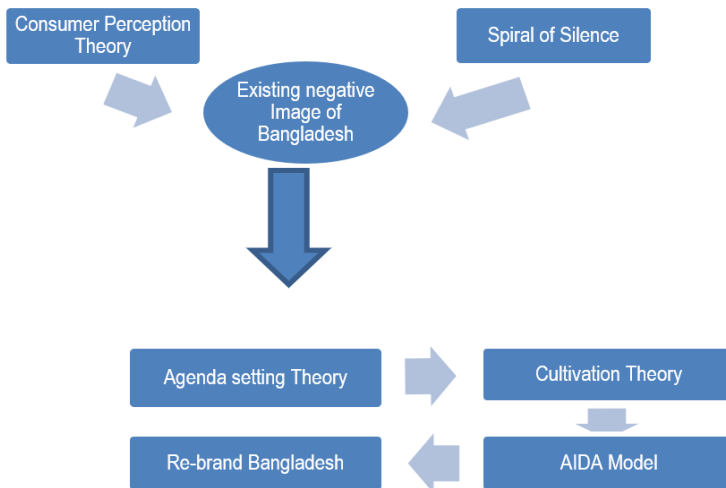 Consumer Perception
Theory
Spiral of Silence
Existing negative
Image of
Bangladesh
Agenda setting Theory
Cultivation Theory
Re-brand Bangladesh
AIDA Model